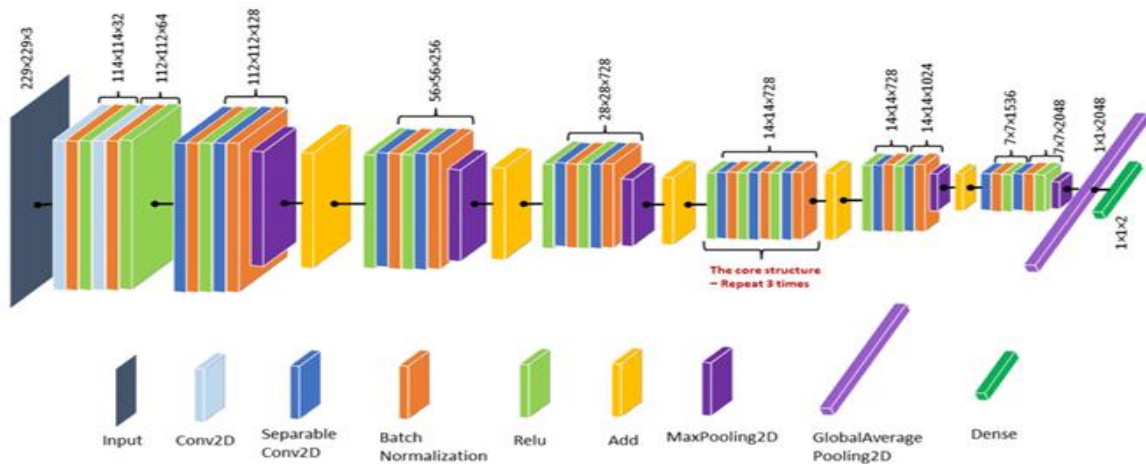 229×229×3
114×114×32
112×112×64
112×112×128
56×56×256
28×28×728
14×14×728
14×14×728
14×14×1024
7×7×1536
7×7×2048
1×1×2048
1×1×2
The core structure
– Repeat 3 times
Input
Conv2D
Separable
Conv2D
Batch
Normalization
Relu
Add
MaxPooling2D
GlobalAverage
Pooling2D
Dense